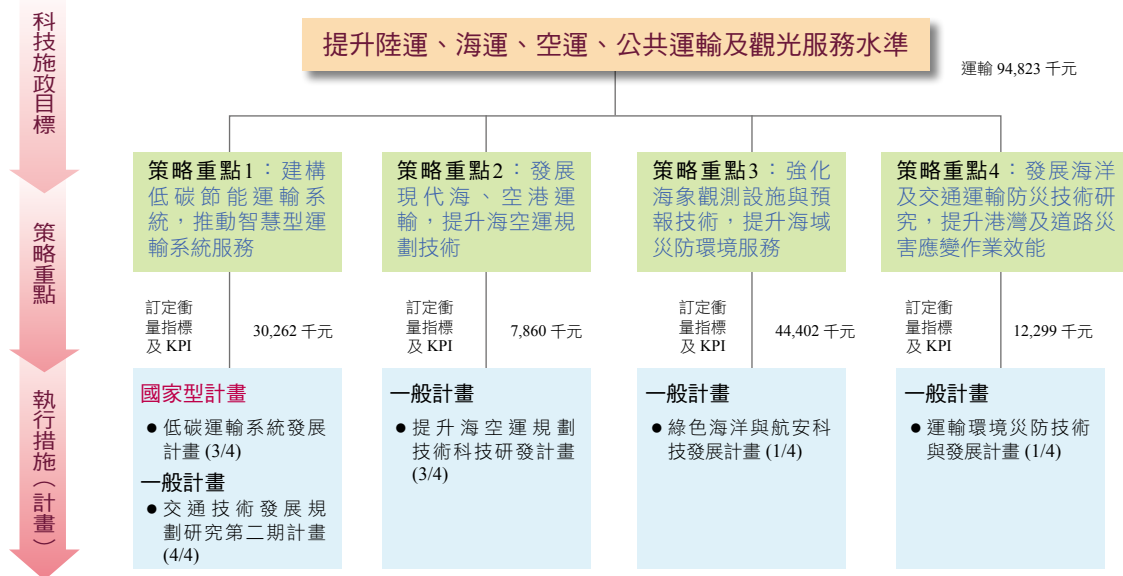 科技施政目標
提升陸運、海運、空運、公共運輸及觀光服務水準
運輸 94,823 千元
策略重點
策略重點1：建構
低碳節能運輸系
統，推動智慧型運
輸系統服務
策略重點2：發展
現代海、空港運
輸，提升海空運規
劃技術
策略重點3：強化
海象觀測設施與預
報技術，提升海域
災防環境服務
策略重點4：發展海洋
及交通運輸防災技術研
究，提升港灣及道路災
害應變作業效能
訂定衡
量指標
及 KPI
30,262 千元
訂定衡
量指標
及 KPI
7,860 千元
訂定衡
量指標
及 KPI
44,402 千元
訂定衡
量指標
及 KPI
12,299 千元
執行措施（計畫）
國家型計畫
● 低碳運輸系統發展
計畫 (3/4)
一般計畫
● 交通技術發展規
劃研究第二期計畫
(4/4)
一般計畫
● 提升海空運規劃
技術科技研發計畫
(3/4)
一般計畫
● 綠色海洋與航安科
技發展計畫 (1/4)
一般計畫
● 運輸環境災防技術
與發展計畫 (1/4)